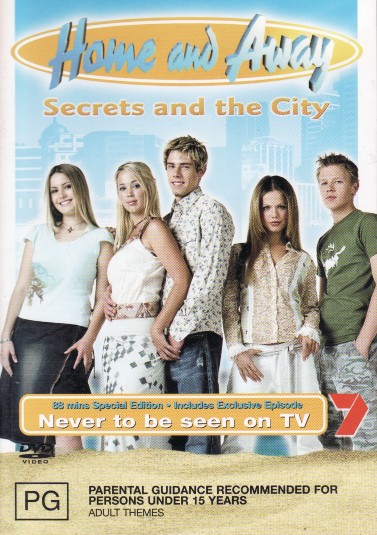 Home and Away
Secrets and the City
88 mins Special Edition • Includes Exclusive Episode
Never to be seen on TV
7
DVD
VIDEO
PG
PARENTAL GUIDANCE RECOMMENDED FOR
PERSONS UNDER 15 YEARS
ADULT THEMES